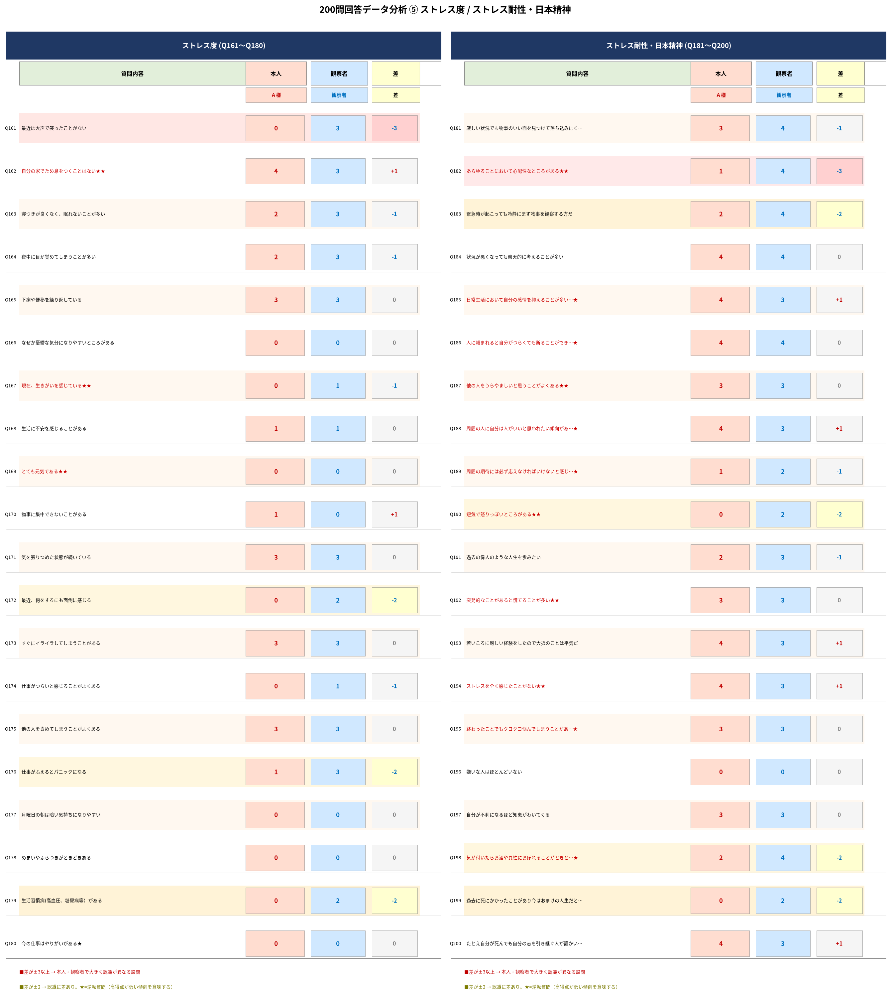 200問回答データ分析 ⑤ ストレス度 / ストレス耐性・日本精神
ストレス度 (Q161～Q180)
質問内容 本人 観察者 差
A様 観察者 差
Q161 最近は大声で笑ったことがない 0 3 -3
Q162 自分の家でため息をつくことはない★★ 4 3 +1
Q163 寝つきが良くなく、眠れないことが多い 2 3 -1
Q164 夜中に目が覚めてしまうことが多い 2 3 -1
Q165 下痢や便秘を繰り返している 3 3 0
Q166 なぜか憂鬱な気分になりやすいところがある 0 0 0
Q167 現在、生きがいを感じている★★ 0 1 -1
Q168 生活に不安を感じることがある 1 1 0
Q169 とても元気である★★ 0 0 0
Q170 物事に集中できないことがある 1 0 +1
Q171 気を張りつめた状態が続いている 3 3 0
Q172 最近、何をするにも面倒に感じる 0 2 -2
Q173 すぐにイライラしてしまうことがある 3 3 0
Q174 仕事がつらいと感じることがよくある 0 1 -1
Q175 他の人を責めてしまうことがよくある 3 3 0
Q176 仕事がふえるとパニックになる 1 3 -2
Q177 月曜日の朝は暗い気持ちになりやすい 0 0 0
Q178 めまいやふらつきがときどきある 0 0 0
Q179 生活習慣病(高血圧、糖尿病等）がある 0 2 -2
Q180 今の仕事はやりがいがある★ 0 0 0
■差が±3以上 → 本人・観察者で大きく認識が異なる設問
■差が±2 → 認識に差あり。★=逆転質問（高得点が低い傾向を意味する）
ストレス耐性・日本精神 (Q181～Q200)
質問内容 本人 観察者 差
A様 観察者 差
Q181 厳しい状況でも物事のいい面を見つけて落ち込みにく… 3 4 -1
Q182 あらゆることにおいて心配性なところがある★★ 1 4 -3
Q183 緊急時が起こっても冷静にまず物事を観察する方だ 2 4 -2
Q184 状況が悪くなっても楽天的に考えることが多い 4 4 0
Q185 日常生活において自分の感情を抑えることが多い…★ 4 3 +1
Q186 人に頼まれると自分がつらくても断ることができ…★ 4 4 0
Q187 他の人をうらやましいと思うことがよくある★★ 3 3 0
Q188 周囲の人に自分は人がいいと思われたい傾向があ…★ 4 3 +1
Q189 周囲の期待には必ず応えなければいけないと感じ…★ 1 2 -1
Q190 短気で怒りっぽいところがある★★ 0 2 -2
Q191 過去の偉人のような人生を歩みたい 2 3 -1
Q192 突発的なことがあると慌てることが多い★★ 3 3 0
Q193 若いころに厳しい経験をしたので大抵のことは平気だ 4 3 +1
Q194 ストレスを全く感じたことがない★★ 4 3 +1
Q195 終わったことでもクヨクヨ悩んでしまうことがあ…★ 3 3 0
Q196 嫌いな人はほとんどいない 0 0 0
Q197 自分が不利になるほど知恵がわいてくる 3 3 0
Q198 気が付いたらお酒や異性におぼれることがときど…★ 2 4 -2
Q199 過去に死にかかったことがあり今はおまけの人生だと… 0 2 -2
Q200 たとえ自分が死んでも自分の志を引き継ぐ人が誰かい… 4 3 +1
■差が±3以上 → 本人・観察者で大きく認識が異なる設問
■差が±2 → 認識に差あり。★=逆転質問（高得点が低い傾向を意味する）